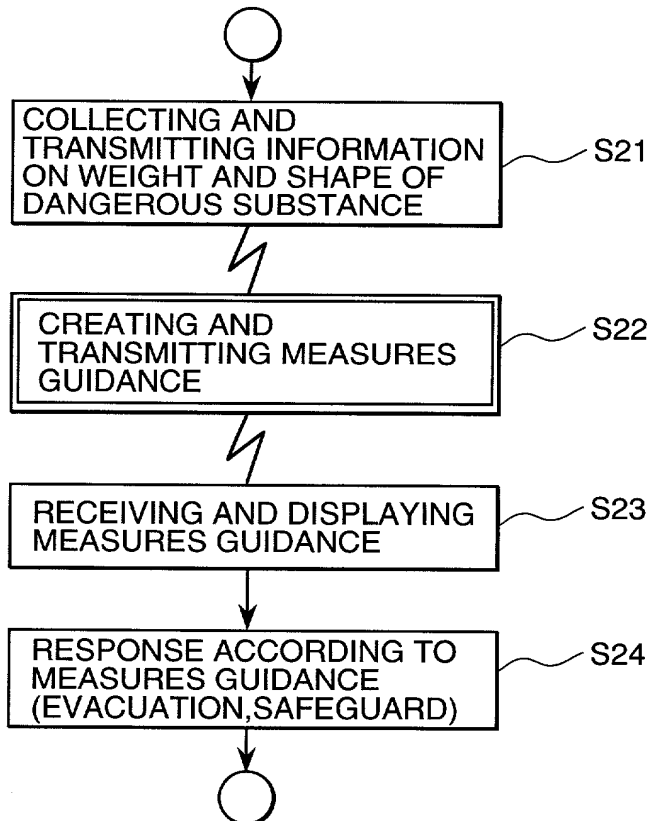 COLLECTING AND
TRANSMITTING INFORMATION
ON WEIGHT AND SHAPE OF
DANGEROUS SUBSTANCE
S21
CREATING AND
TRANSMITTING MEASURES
GUIDANCE
S22
RECEIVING AND DISPLAYING
MEASURES GUIDANCE
S23
RESPONSE ACCORDING TO
MEASURES GUIDANCE
(EVACUATION,SAFEGUARD)
S24